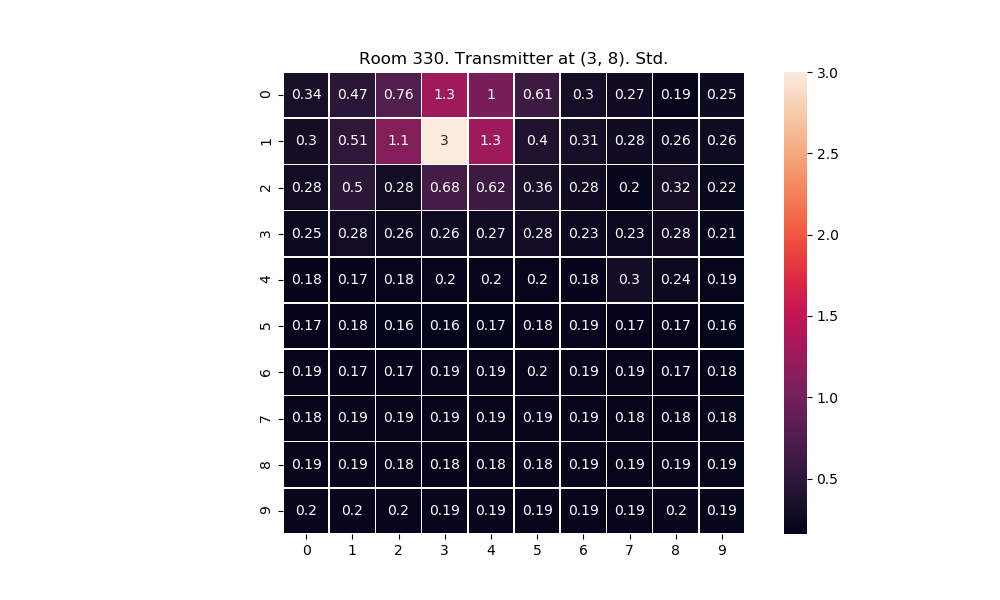 Room 330. Transmitter at (3, 8). Std.
0 0.34 0.47 0.76 1.3 1 0.61 0.3 0.27 0.19 0.25
1 0.3 0.51 1.1 3 1.3 0.4 0.31 0.28 0.26 0.26
2 0.28 0.5 0.28 0.68 0.62 0.36 0.28 0.2 0.32 0.22
3 0.25 0.28 0.26 0.26 0.27 0.28 0.23 0.23 0.28 0.21
4 0.18 0.17 0.18 0.2 0.2 0.2 0.18 0.3 0.24 0.19
5 0.17 0.18 0.16 0.16 0.17 0.18 0.19 0.17 0.17 0.16
6 0.19 0.17 0.17 0.19 0.19 0.2 0.19 0.19 0.17 0.18
7 0.18 0.19 0.19 0.19 0.19 0.19 0.19 0.18 0.18 0.18
8 0.19 0.19 0.18 0.18 0.18 0.18 0.19 0.19 0.19 0.19
9 0.2 0.2 0.2 0.19 0.19 0.19 0.19 0.19 0.2 0.19
0 1 2 3 4 5 6 7 8 9
3.0
2.5
2.0
1.5
1.0
0.5